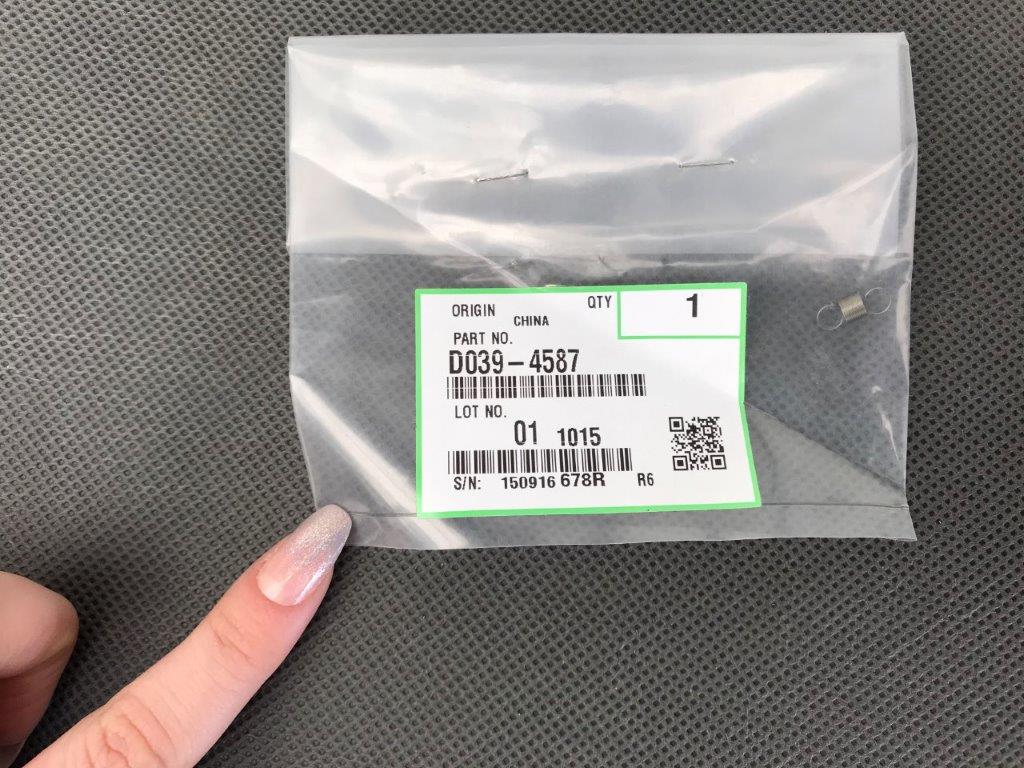 ORIGIN QTY 1
CHINA
PART NO.
D039-4587
LOT NO.
01 1015
S/N: 150916 678R R6